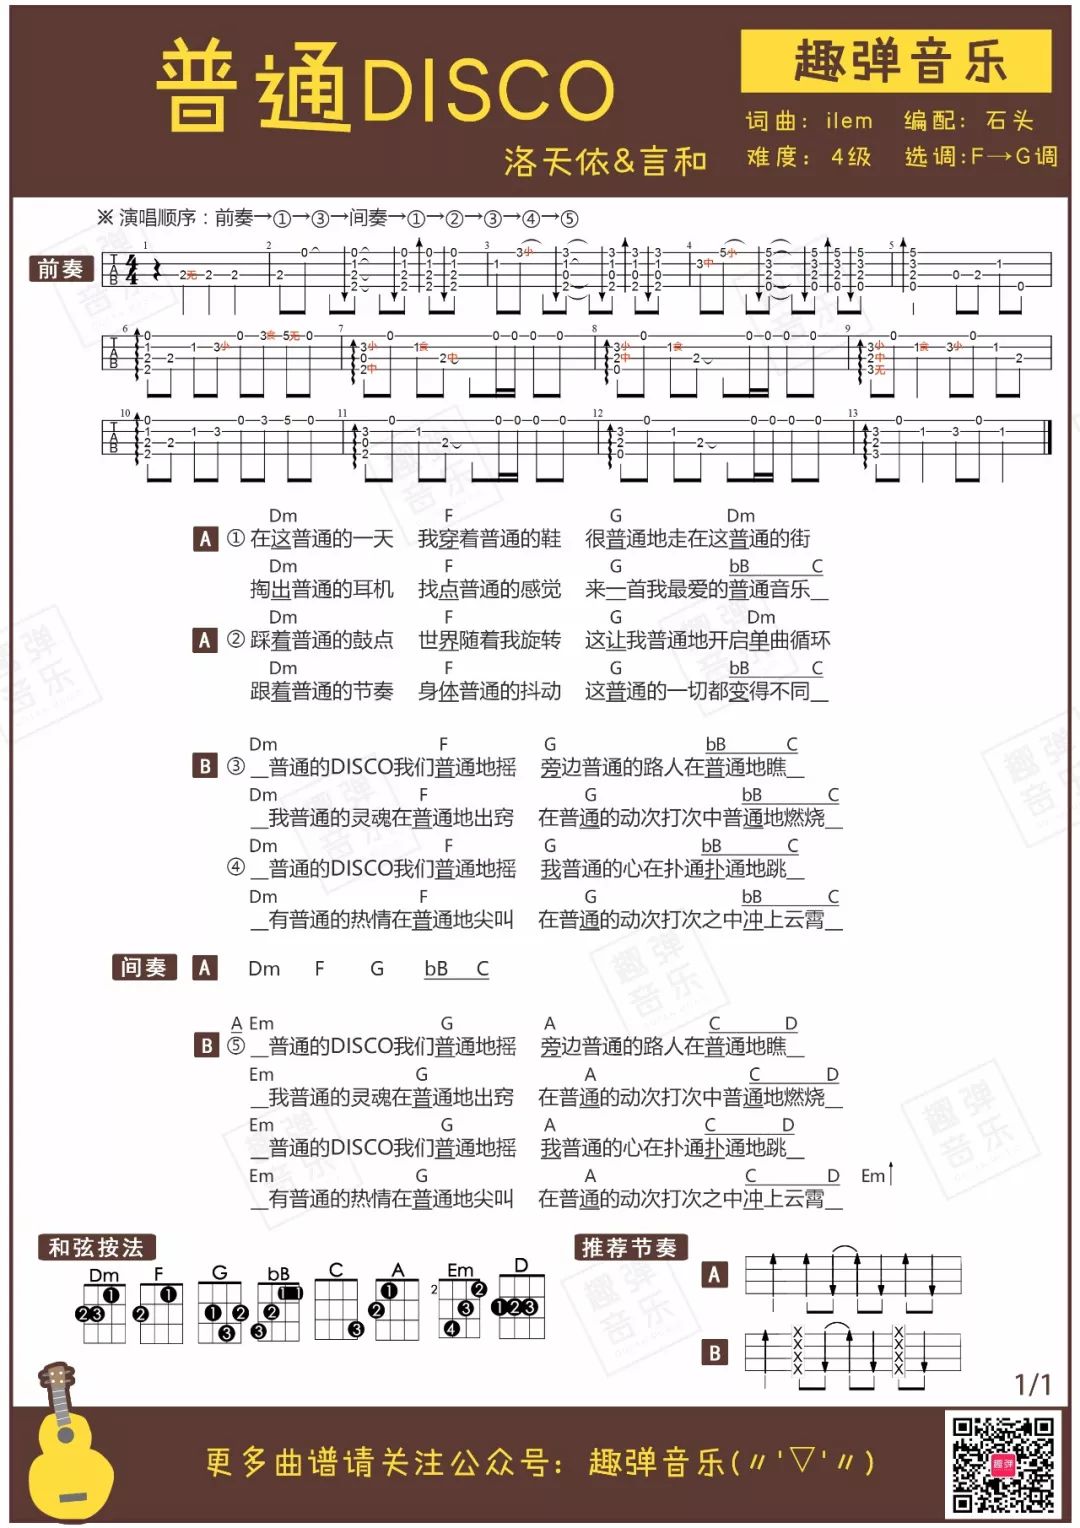 普通DISCO
趣弹音乐
洛天依&言和
词曲：ilem 编配：石头
难度：4级 选调:F→G调
※ 演唱顺序：前奏→①→③→间奏→①→②→③→④→⑤
前奏
Dm F G Dm
A ① 在这普通的一天 我穿着普通的鞋 很普通地走在这普通的街
Dm F G bB C
掏出普通的耳机 找点普通的感觉 来一首我最爱的普通音乐__
Dm F G Dm
A ② 踩着普通的鼓点 世界随着我旋转 这让我普通地开启单曲循环
Dm F G bB C
跟着普通的节奏 身体普通的抖动 这普通的一切都变得不同__
Dm F G bB C
B ③ __普通的DISCO我们普通地摇 旁边普通的路人在普通地瞧__
Dm F G bB C
__我普通的灵魂在普通地出窍 在普通的动次打次中普通地燃烧__
Dm F G bB C
④ __普通的DISCO我们普通地摇 我普通的心在扑通扑通地跳__
Dm F G bB C
__有普通的热情在普通地尖叫 在普通的动次打次之中冲上云霄__
间奏 A Dm F G bB C
A Em G A C D
B ⑤ __普通的DISCO我们普通地摇 旁边普通的路人在普通地瞧__
Em G A C D
__我普通的灵魂在普通地出窍 在普通的动次打次中普通地燃烧__
Em G A C D
__普通的DISCO我们普通地摇 我普通的心在扑通扑通地跳__
Em G A C D Em↑
__有普通的热情在普通地尖叫 在普通的动次打次之中冲上云霄__
和弦按法
Dm F G bB C A Em D
推荐节奏
A
B
1/1
更多曲谱请关注公众号：趣弹音乐(〃'▽'〃)
趣弹